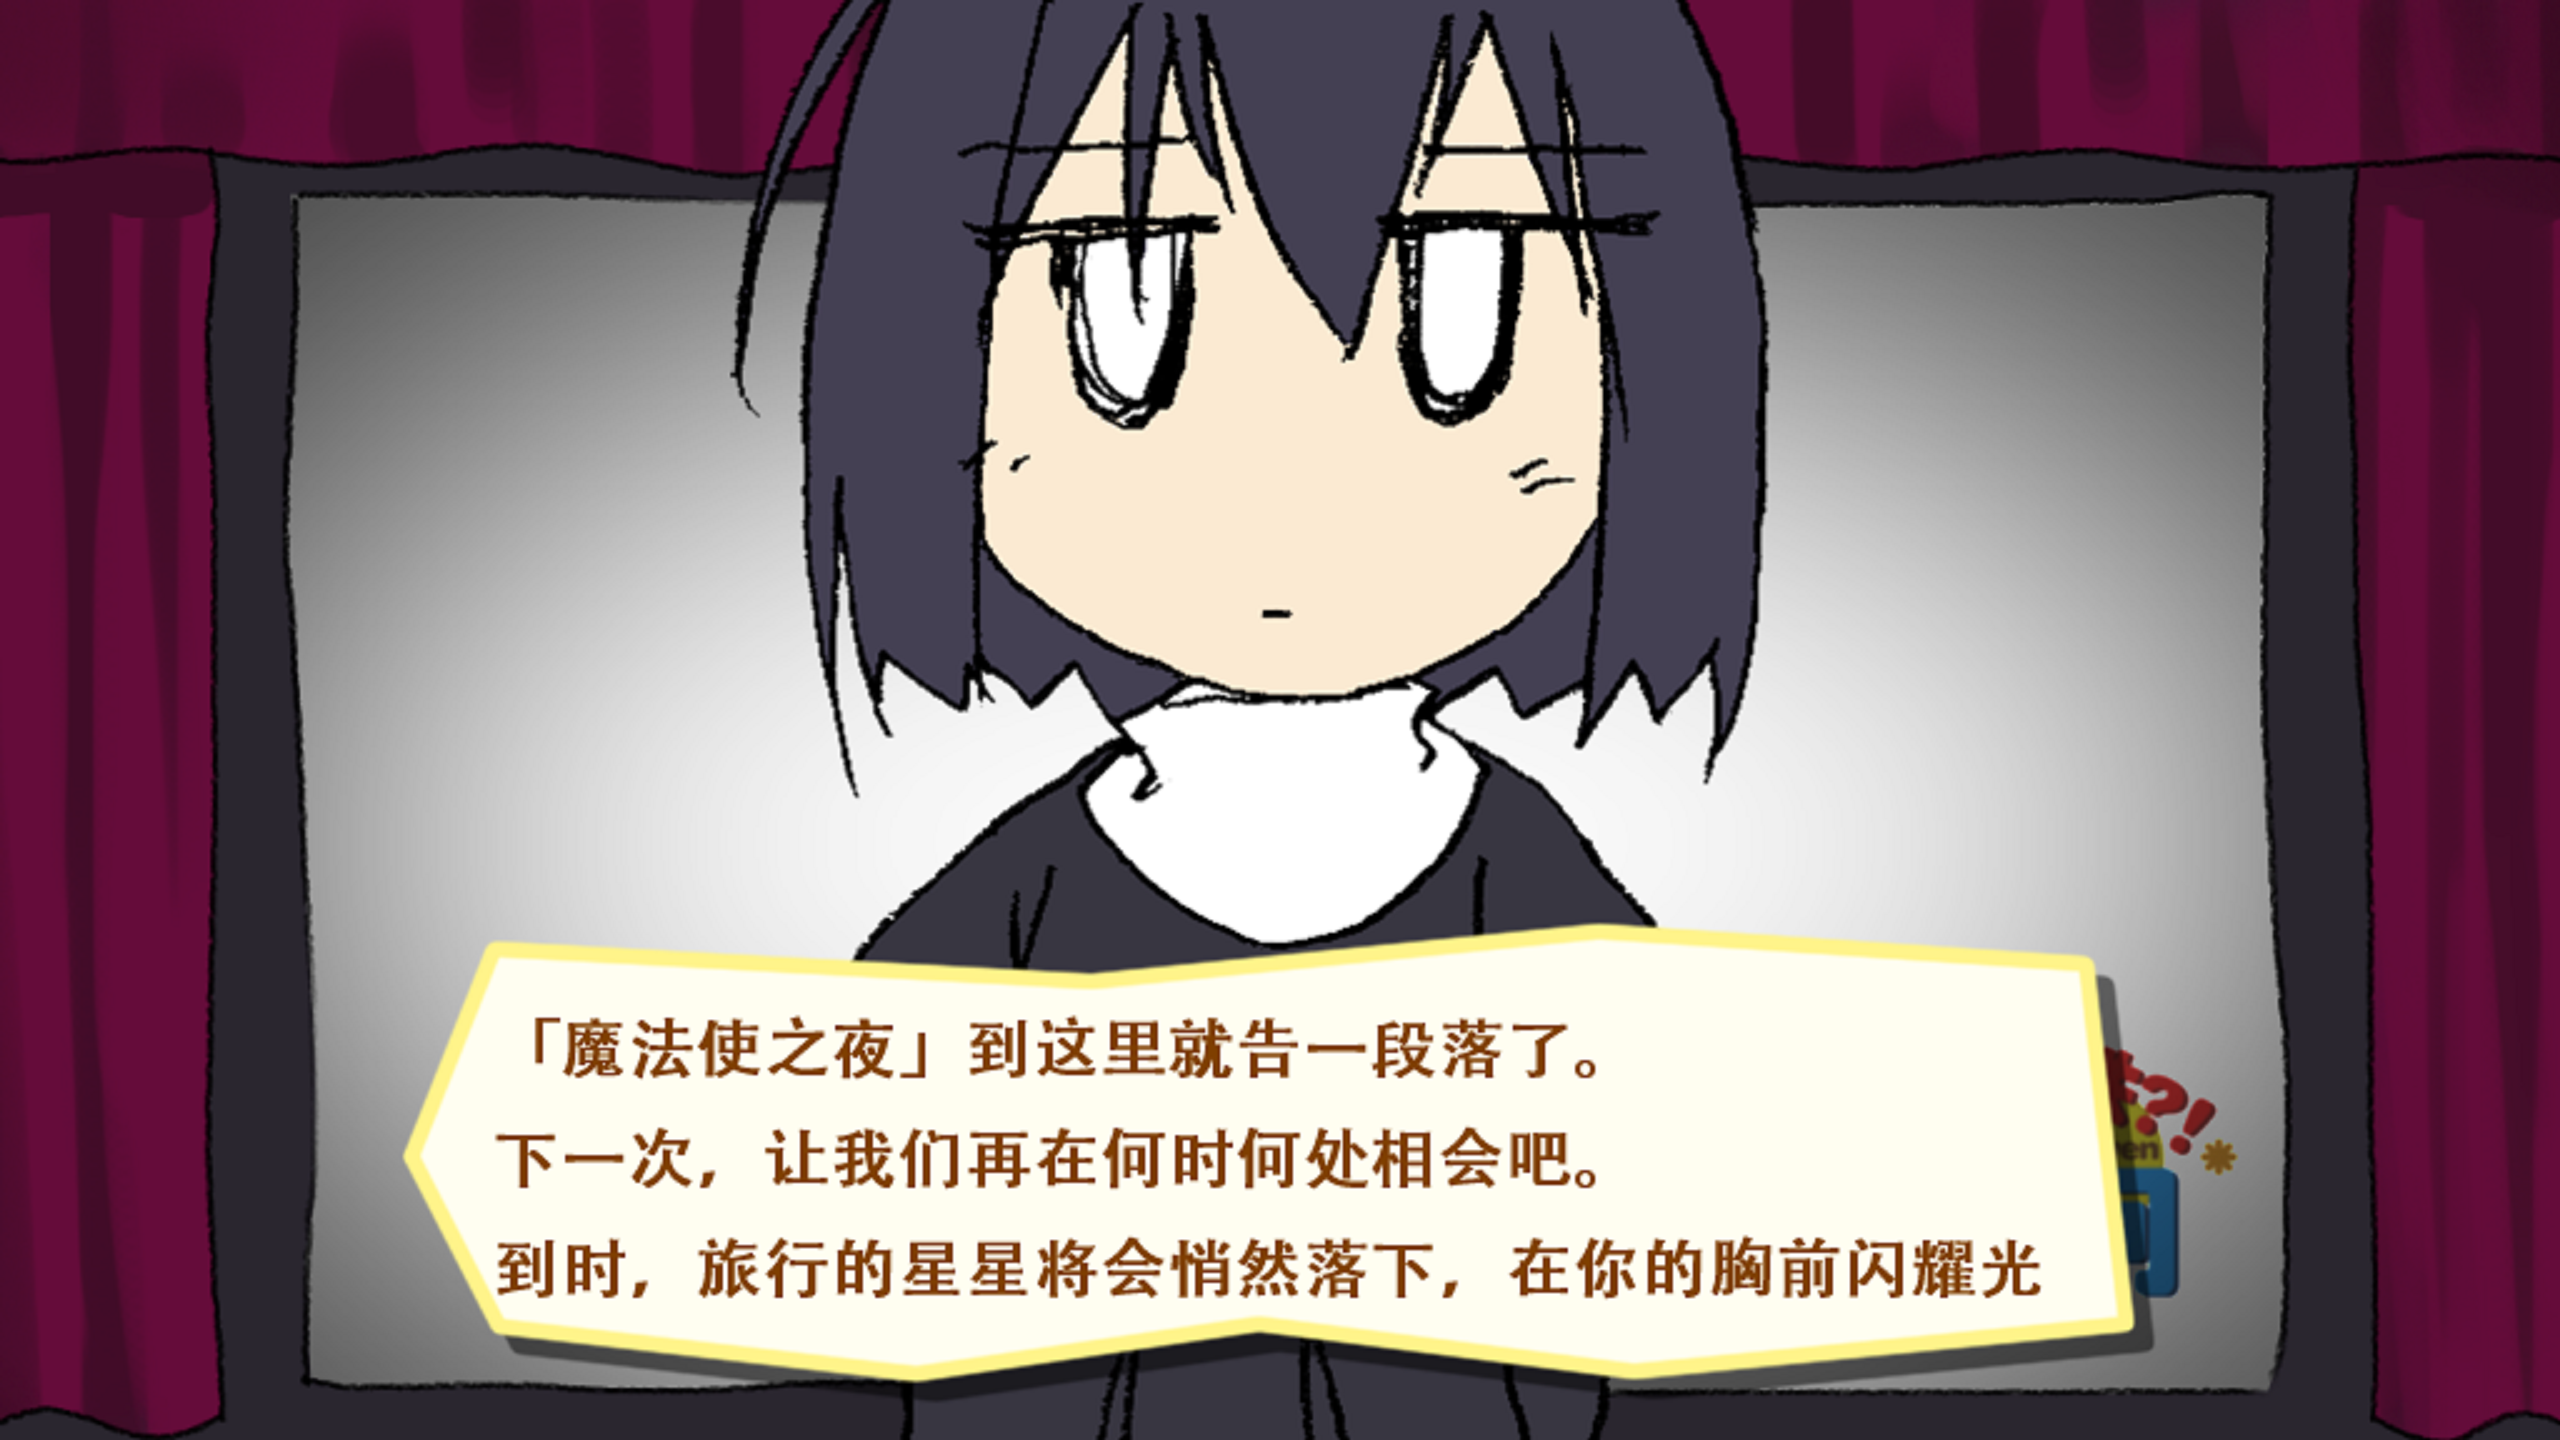 「魔法使之夜」到这里就告一段落了。
下一次，让我们再在何时何处相会吧。
到时，旅行的星星将会悄然落下，在你的胸前闪耀光
?!
en